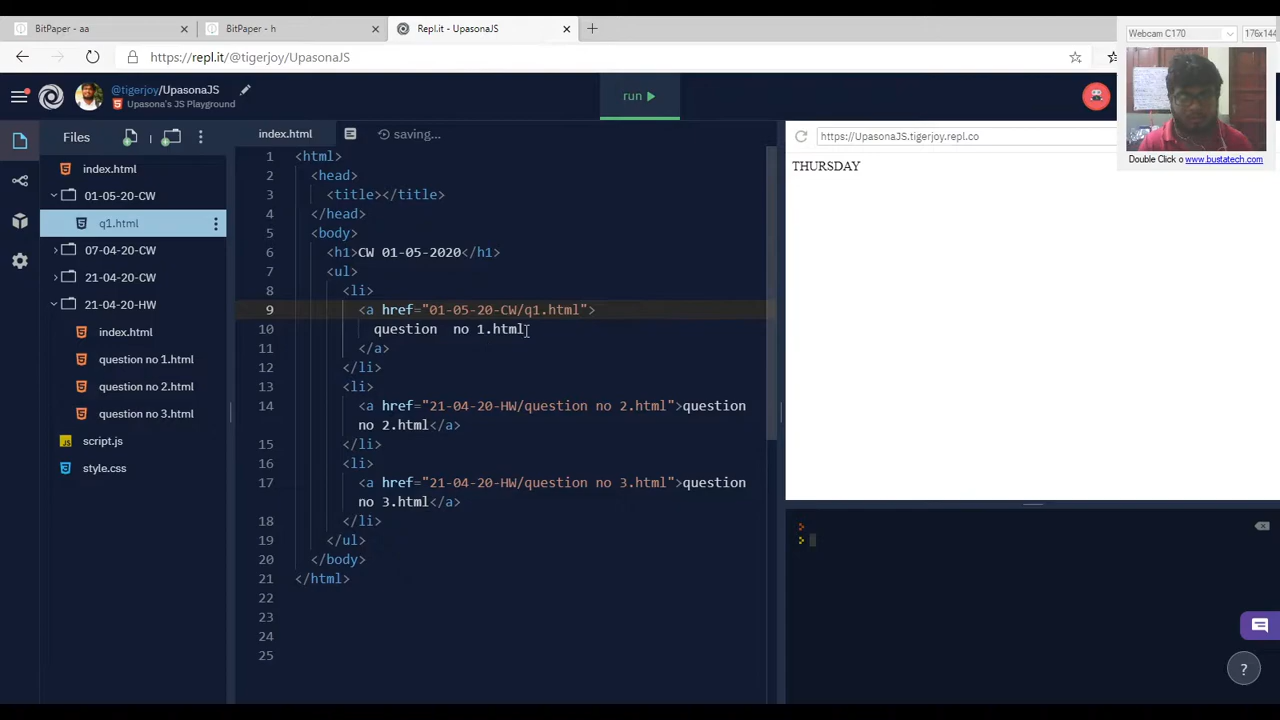 BitPaper - aa
BitPaper - h
Repl.it - UpasonaJS
https://repl.it/@tigerjoy/UpasonaJS
Webcam C170
176x144
Double Click o www.bustatech.com
@tigerjoy/UpasonaJS
Upasona's JS Playground
run
Files
index.html
01-05-20-CW
q1.html
07-04-20-CW
21-04-20-CW
21-04-20-HW
index.html
question no 1.html
question no 2.html
question no 3.html
script.js
style.css
index.html
saving...
1 <html>
2 <head>
3 <title></title>
4 </head>
5 <body>
6 <h1>CW 01-05-2020</h1>
7 <ul>
8 <li>
9 <a href="01-05-20-CW/q1.html">
10 question  no 1.html
11 </a>
12 </li>
13 <li>
14 <a href="21-04-20-HW/question no 2.html">question
no 2.html</a>
15 </li>
16 <li>
17 <a href="21-04-20-HW/question no 3.html">question
no 3.html</a>
18 </li>
19 </ul>
20 </body>
21 </html>
22
23
24
25
https://UpasonaJS.tigerjoy.repl.co
THURSDAY
>
>
?